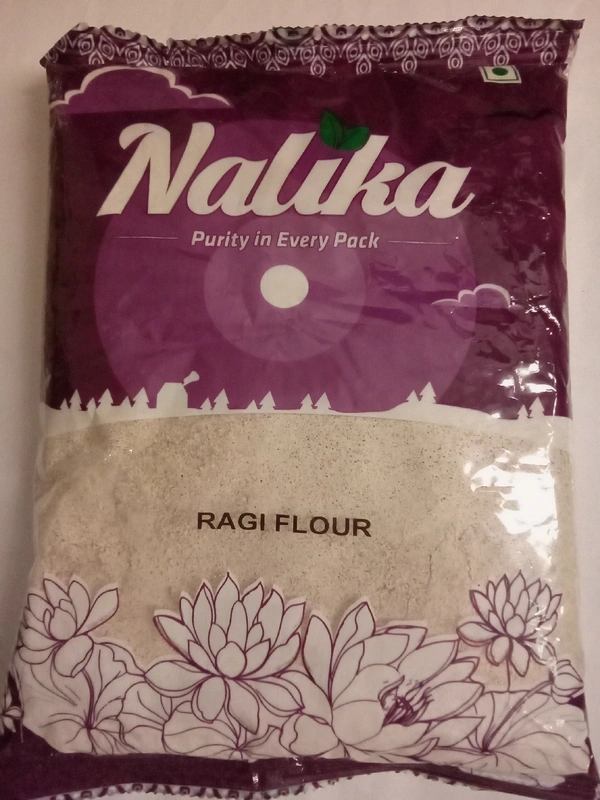 Nalika
Purity in Every Pack
RAGI FLOUR